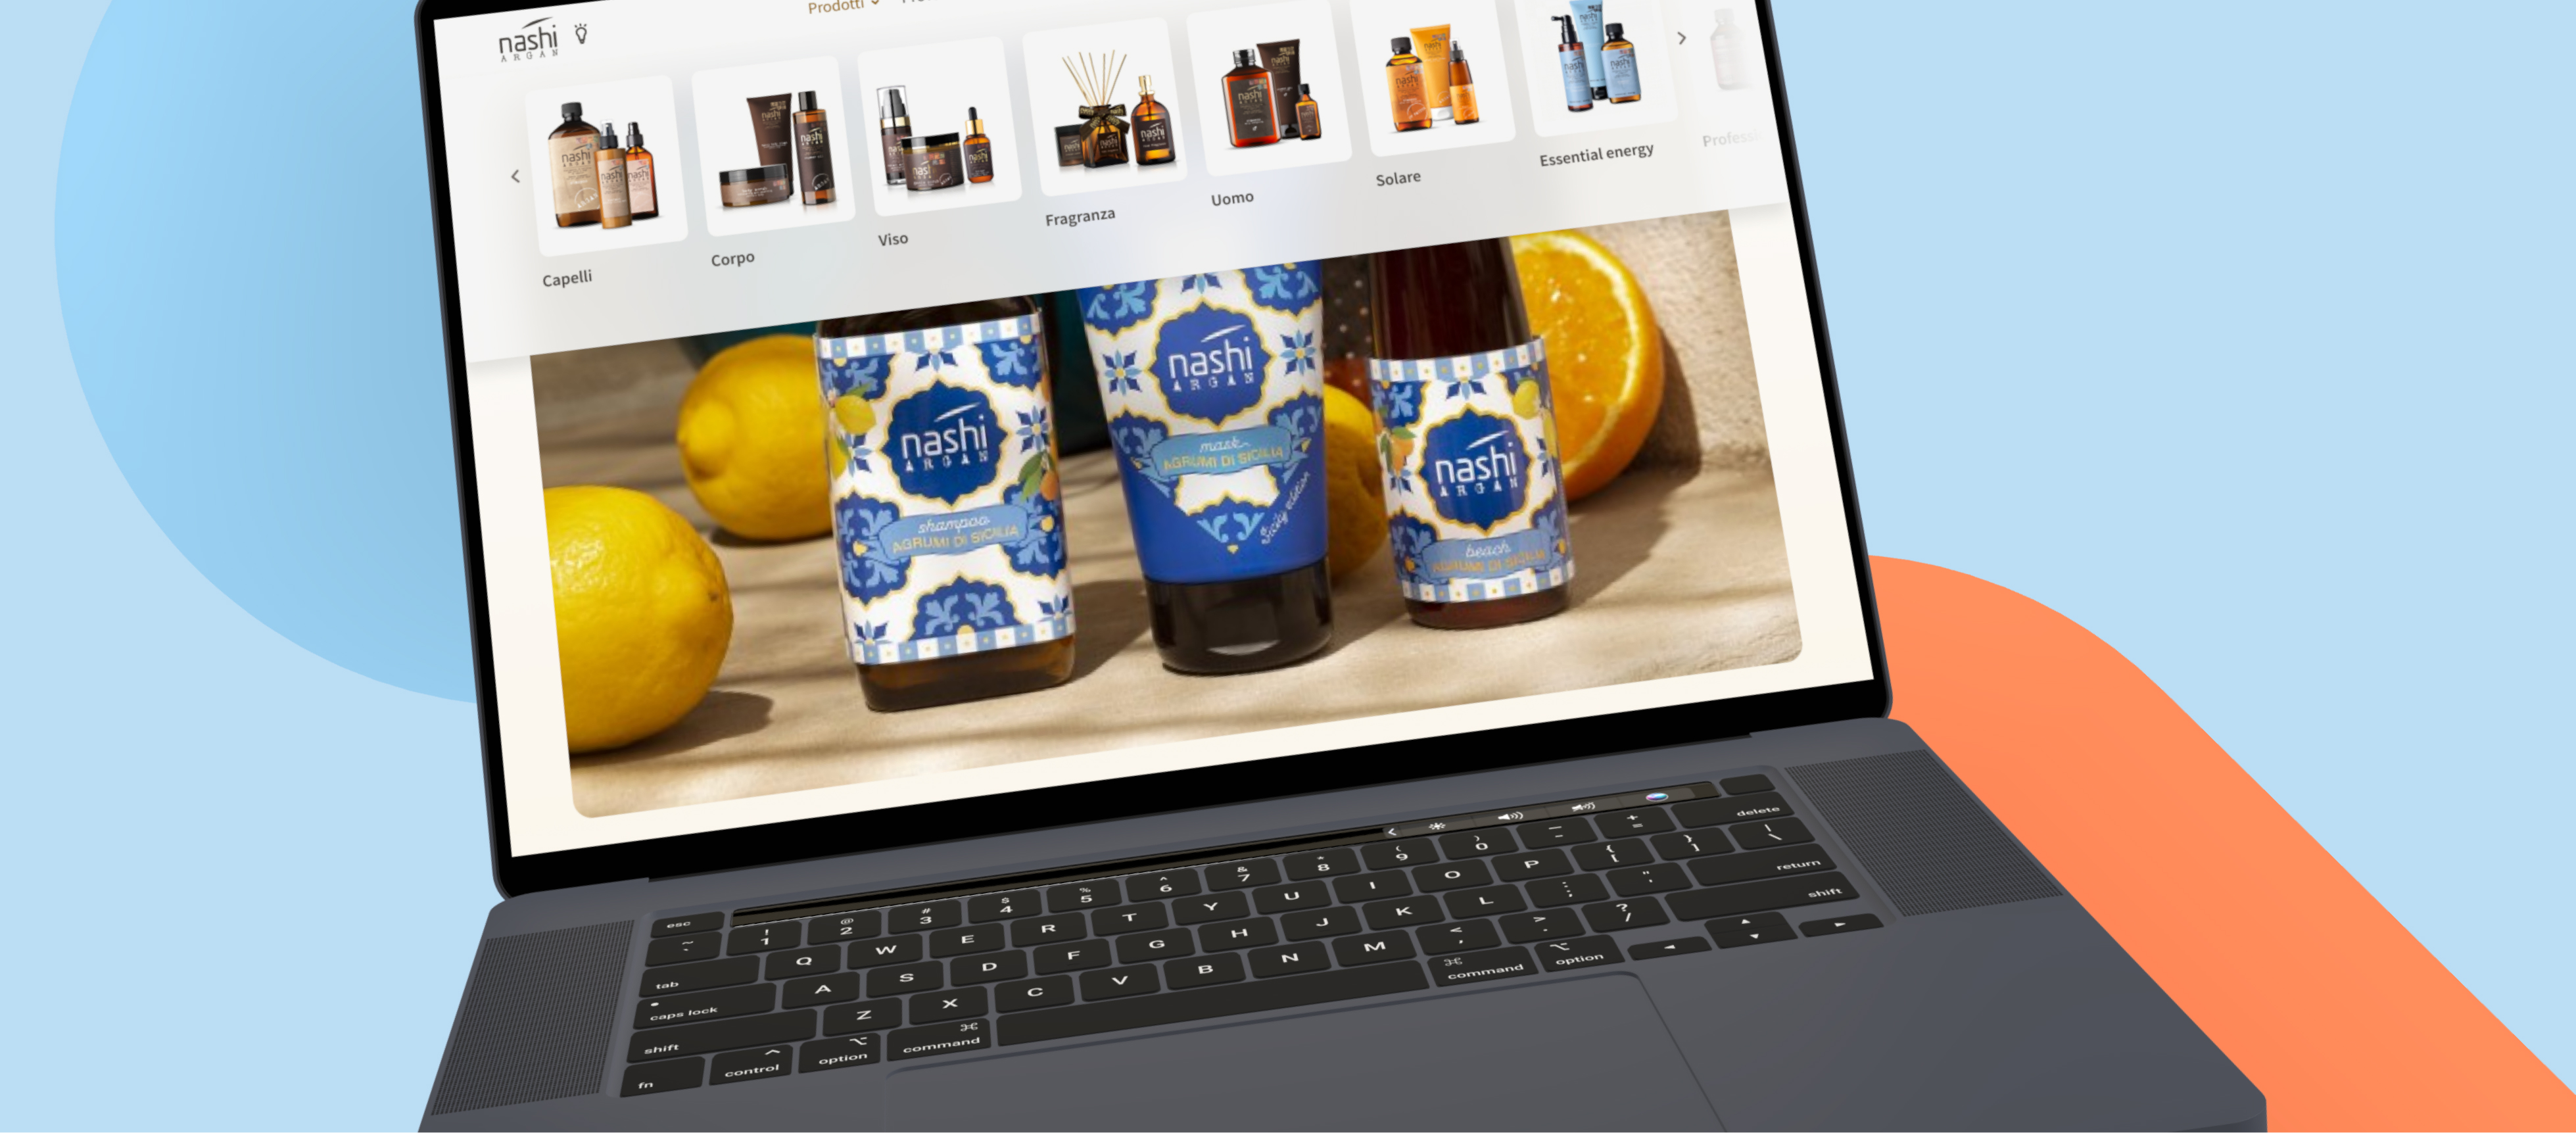 nashi
ARGAN
Prodotti
Capelli
Corpo
Viso
Fragranza
Uomo
Solare
Essential energy
Profess
nashi
ARGAN
shampoo
AGRUMI DI SICILIA
nashi
ARGAN
mask
AGRUMI DI SICILIA
Sicily edition
nashi
ARGAN
beach
AGRUMI DI SICILIA
esc
~ `
! 1
@ 2
# 3
$ 4
% 5
^ 6
& 7
* 8
( 9
) 0
— -
+ =
delete
tab
Q W E R T Y U I O P { [ } ] | \
caps lock
A S D F G H J K L : ; " '
return
shift
Z X C V B N M < , > . ? /
shift
fn
control
option
command
command
option